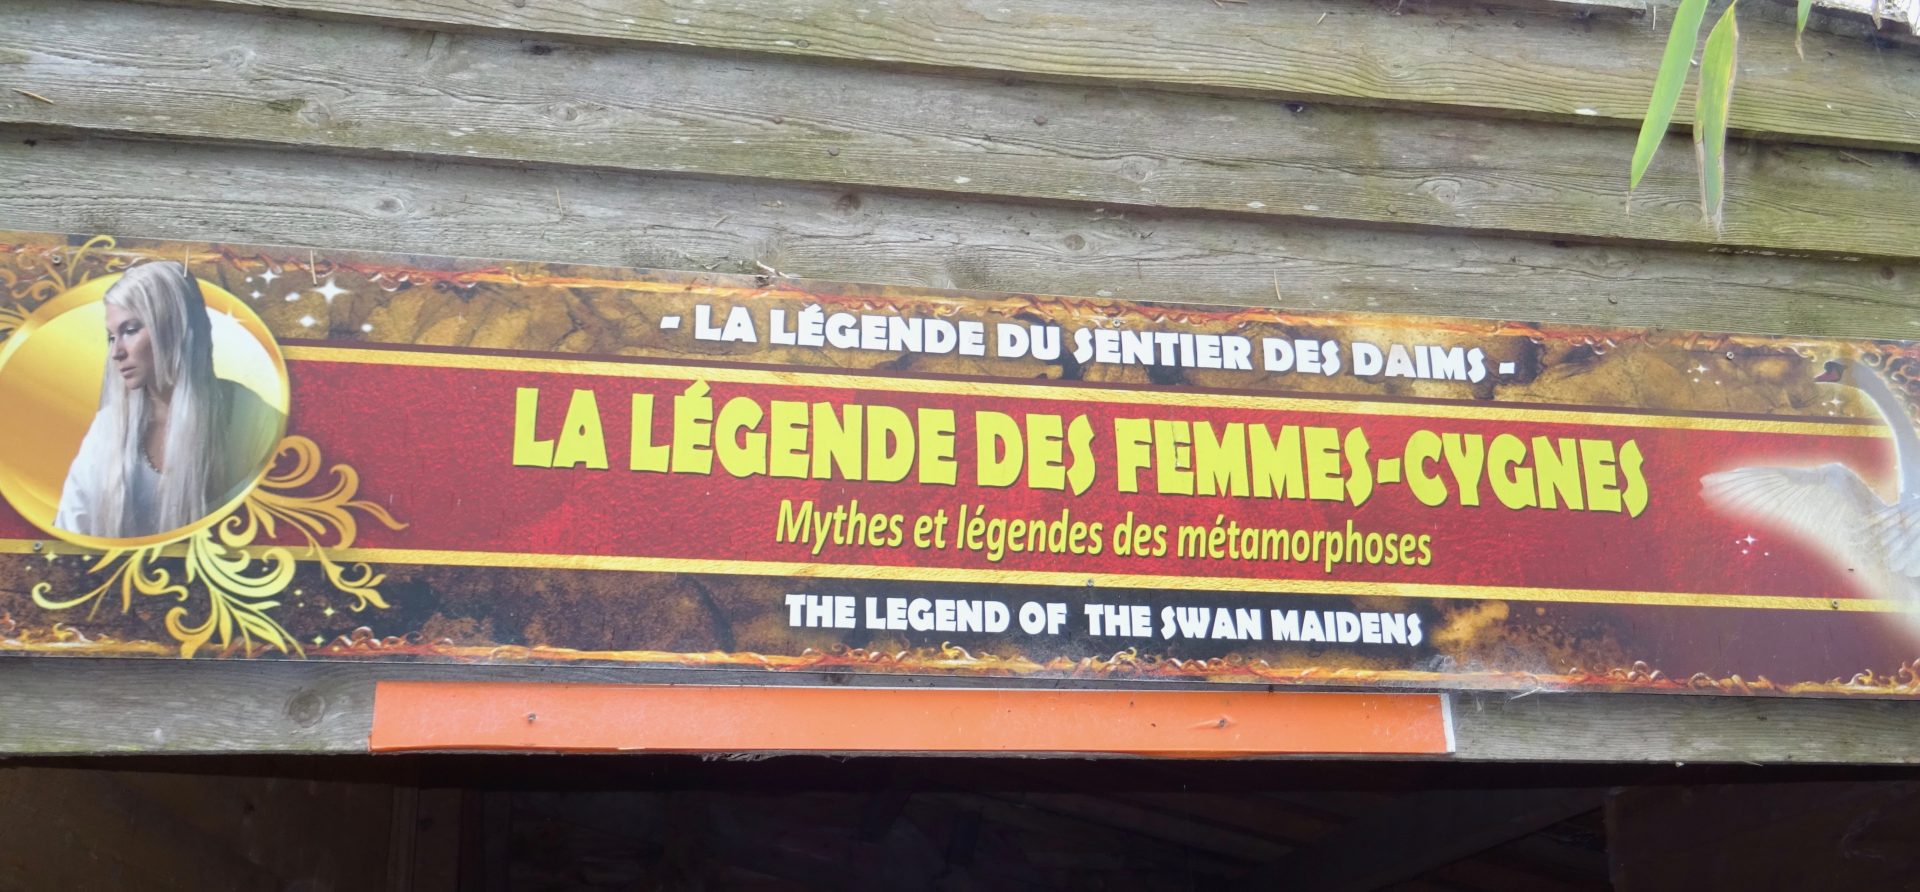 - LA LÉGENDE DU SENTIER DES DAIMS -
LA LÉGENDE DES FEMMES-CYGNES
Mythes et légendes des métamorphoses
THE LEGEND OF THE SWAN MAIDENS